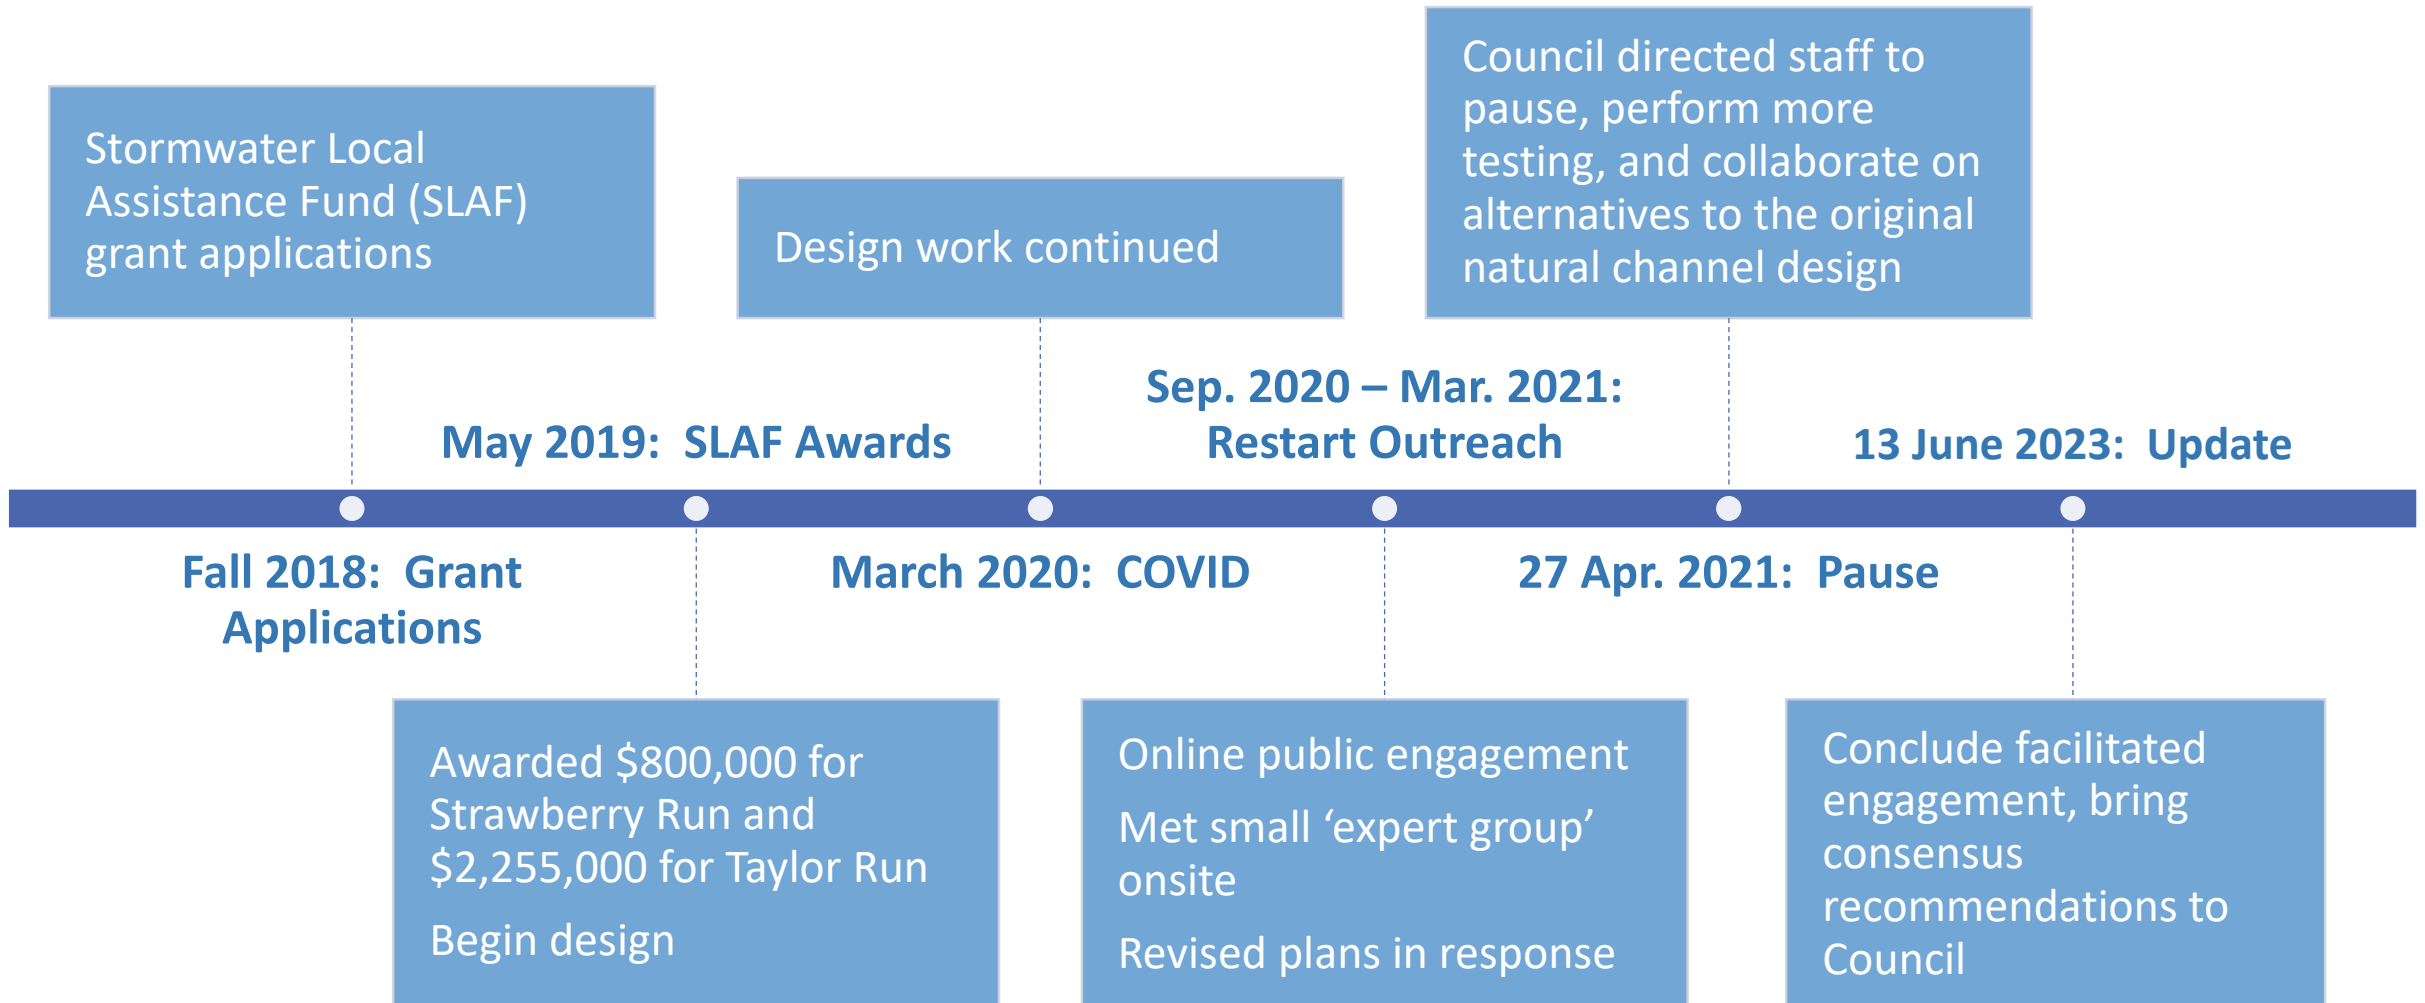 Stormwater Local
Assistance Fund (SLAF)
grant applications
Fall 2018:  Grant
Applications
May 2019:  SLAF Awards
Awarded $800,000 for
Strawberry Run and
$2,255,000 for Taylor Run
Begin design
Design work continued
March 2020:  COVID
Sep. 2020 – Mar. 2021:
Restart Outreach
Online public engagement
Met small ‘expert group’
onsite
Revised plans in response
Council directed staff to
pause, perform more
testing, and collaborate on
alternatives to the original
natural channel design
27 Apr. 2021:  Pause
13 June 2023:  Update
Conclude facilitated
engagement, bring
consensus
recommendations to
Council